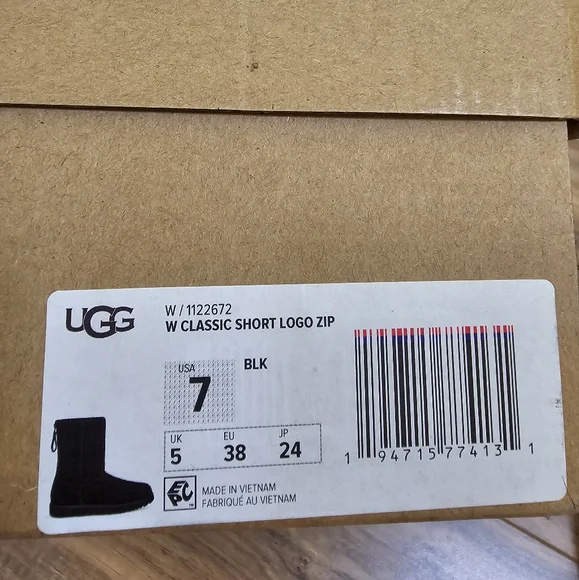 UGG
W / 1122672
W CLASSIC SHORT LOGO ZIP
USA
7
BLK
UK EU JP
5 38 24
1 94715 77413 1
EPC
MADE IN VIETNAM
FABRIQUÉ AU VIETNAM